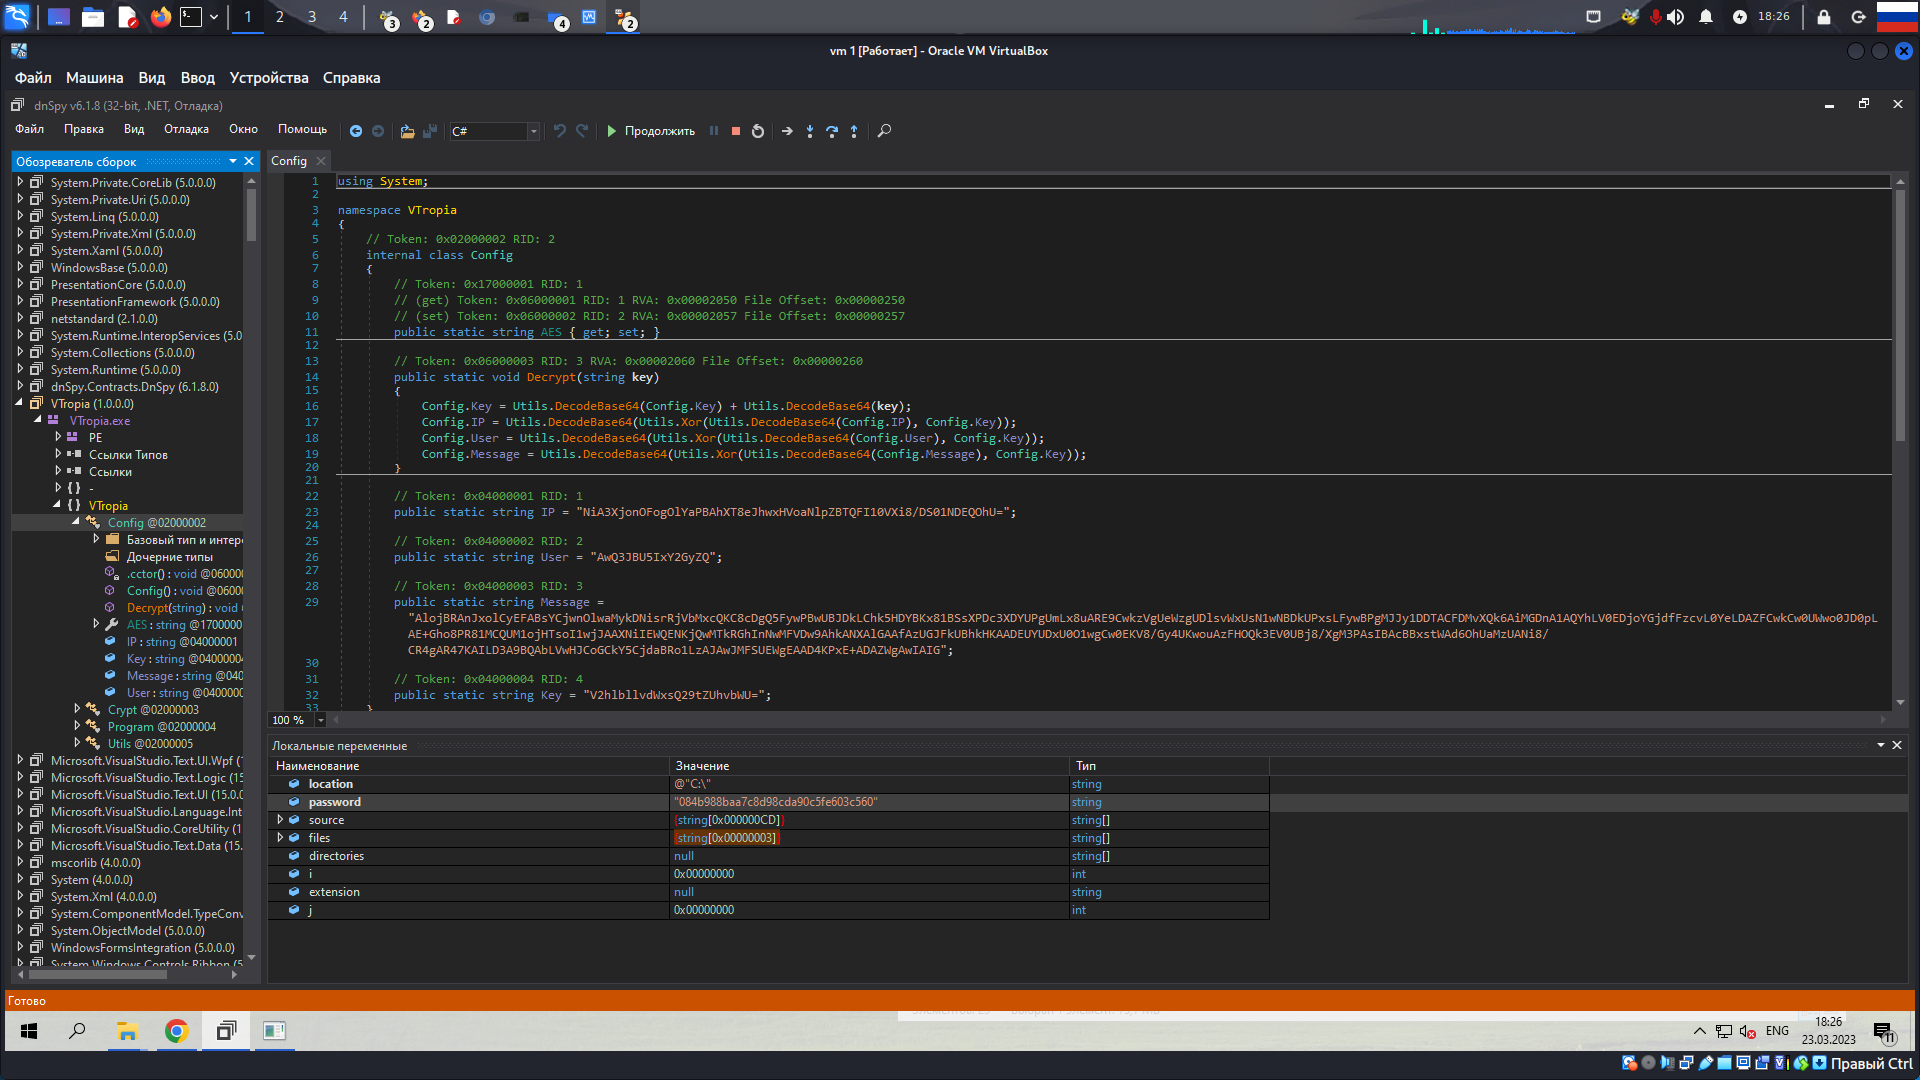 1
2
3
4
3
2
4
2
18:26
vm 1 [Работает] - Oracle VM VirtualBox
Файл Машина Вид Ввод Устройства Справка
dnSpy v6.1.8 (32-bit, .NET, Отладка)
Файл Правка Вид Отладка Окно Помощь C# Продолжить
Обозреватель сборок
System.Private.CoreLib (5.0.0.0)
System.Private.Uri (5.0.0.0)
System.Linq (5.0.0.0)
System.Private.Xml (5.0.0.0)
System.Xaml (5.0.0.0)
WindowsBase (5.0.0.0)
PresentationCore (5.0.0.0)
PresentationFramework (5.0.0.0)
netstandard (2.1.0.0)
System.Runtime.InteropServices (5.0
System.Collections (5.0.0.0)
System.Runtime (5.0.0.0)
dnSpy.Contracts.DnSpy (6.1.8.0)
VTropia (1.0.0.0)
VTropia.exe
PE
Ссылки Типов
Ссылки
{ } -
{ } VTropia
Config @02000002
Базовый тип и интер
Дочерние типы
.cctor() : void @06000
Config() : void @0600
Decrypt(string) : void
AES : string @1700000
IP : string @04000001
Key : string @04000004
Message : string @040
User : string @0400000
Crypt @02000003
Program @02000004
Utils @02000005
Microsoft.VisualStudio.Text.UI.Wpf (1
Microsoft.VisualStudio.Text.Logic (15
Microsoft.VisualStudio.Text.UI (15.0.0
Microsoft.VisualStudio.Language.Int
Microsoft.VisualStudio.CoreUtility (1
Microsoft.VisualStudio.Text.Data (15.
mscorlib (4.0.0.0)
System (4.0.0.0)
System.Xml (4.0.0.0)
System.ComponentModel.TypeConv
System.ObjectModel (5.0.0.0)
WindowsFormsIntegration (5.0.0.0)
System.Windows.Controls.Ribbon (5
Config
1 using System;
2
3 namespace VTropia
4 {
5 // Token: 0x02000002 RID: 2
6 internal class Config
7 {
8 // Token: 0x17000001 RID: 1
9 // (get) Token: 0x06000001 RID: 1 RVA: 0x00002050 File Offset: 0x00000250
10 // (set) Token: 0x06000002 RID: 2 RVA: 0x00002057 File Offset: 0x00000257
11 public static string AES { get; set; }
12
13 // Token: 0x06000003 RID: 3 RVA: 0x00002060 File Offset: 0x00000260
14 public static void Decrypt(string key)
15 {
16 Config.Key = Utils.DecodeBase64(Config.Key) + Utils.DecodeBase64(key);
17 Config.IP = Utils.DecodeBase64(Utils.Xor(Utils.DecodeBase64(Config.IP), Config.Key));
18 Config.User = Utils.DecodeBase64(Utils.Xor(Utils.DecodeBase64(Config.User), Config.Key));
19 Config.Message = Utils.DecodeBase64(Utils.Xor(Utils.DecodeBase64(Config.Message), Config.Key));
20 }
21
22 // Token: 0x04000001 RID: 1
23 public static string IP = "NiA3XjonOFogOlYaPBAhXT8eJhwxHVoaNlpZBTQFI10VXi8/DS01NDEQOhU=";
24
25 // Token: 0x04000002 RID: 2
26 public static string User = "AwQ3JBU5IxY2GyZQ";
27
28 // Token: 0x04000003 RID: 3
29 public static string Message =
30
31 // Token: 0x04000004 RID: 4
32 public static string Key = "V2hlbllvdWxsQ29tZUhvbWU=";
33 }
100 %
Локальные переменные
Наименование Значение Тип
location @"C:\" string
password "084b988baa7c8d98cda90c5fe603c560" string
source {string[0x000000CD]} string[]
files {string[0x00000003]} string[]
directories null string[]
i 0x00000000 int
extension null string
j 0x00000000 int
Готово
ENG
18:26
23.03.2023
11
Правый Ctrl